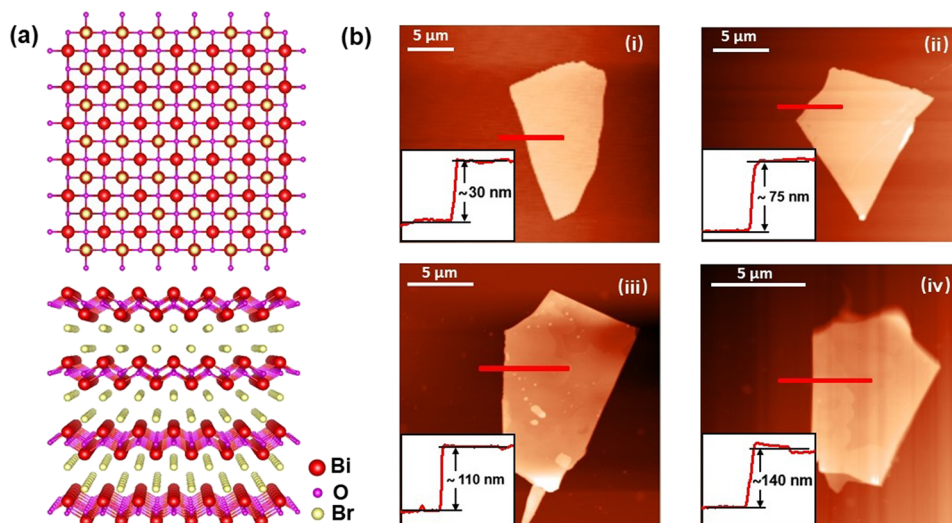 (a)
Bi
O
Br
(b)
5 μm
(i)
~ 30 nm
5 μm
(ii)
~ 75 nm
5 μm
(iii)
~ 110 nm
5 μm
(iv)
~ 140 nm